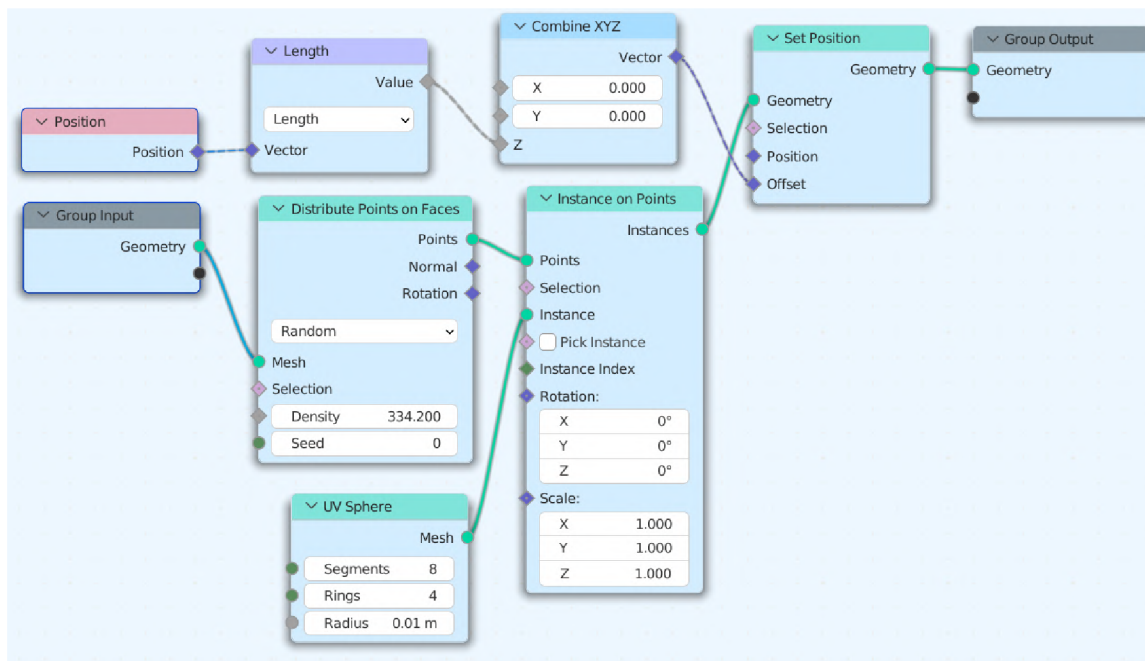 Position
Position
Length
Value
Length
Vector
Combine XYZ
Vector
X 0.000
Y 0.000
Z
Set Position
Geometry
Geometry
Selection
Position
Offset
Group Output
Geometry
Group Input
Geometry
Distribute Points on Faces
Points
Normal
Rotation
Random
Mesh
Selection
Density 334.200
Seed 0
Instance on Points
Instances
Points
Selection
Instance
Pick Instance
Instance Index
Rotation:
X 0°
Y 0°
Z 0°
Scale:
X 1.000
Y 1.000
Z 1.000
UV Sphere
Mesh
Segments 8
Rings 4
Radius 0.01 m